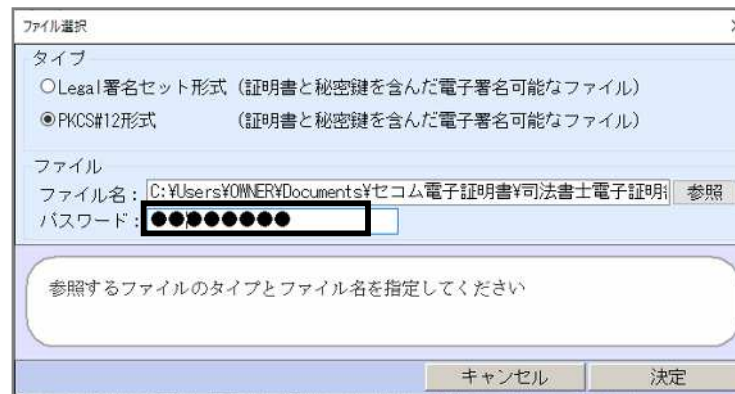 ファイル選択
タイプ
○Legal署名セット形式 (証明書と秘密鍵を含んだ電子署名可能なファイル)
◉PKCS#12形式 (証明書と秘密鍵を含んだ電子署名可能なファイル)
ファイル
ファイル名： C:¥Users¥OWNER¥Documents¥セコム電子証明書¥司法書士電子証明 参照
パスワード： ●●●●●●●●
参照するファイルのタイプとファイル名を指定してください
キャンセル 決定